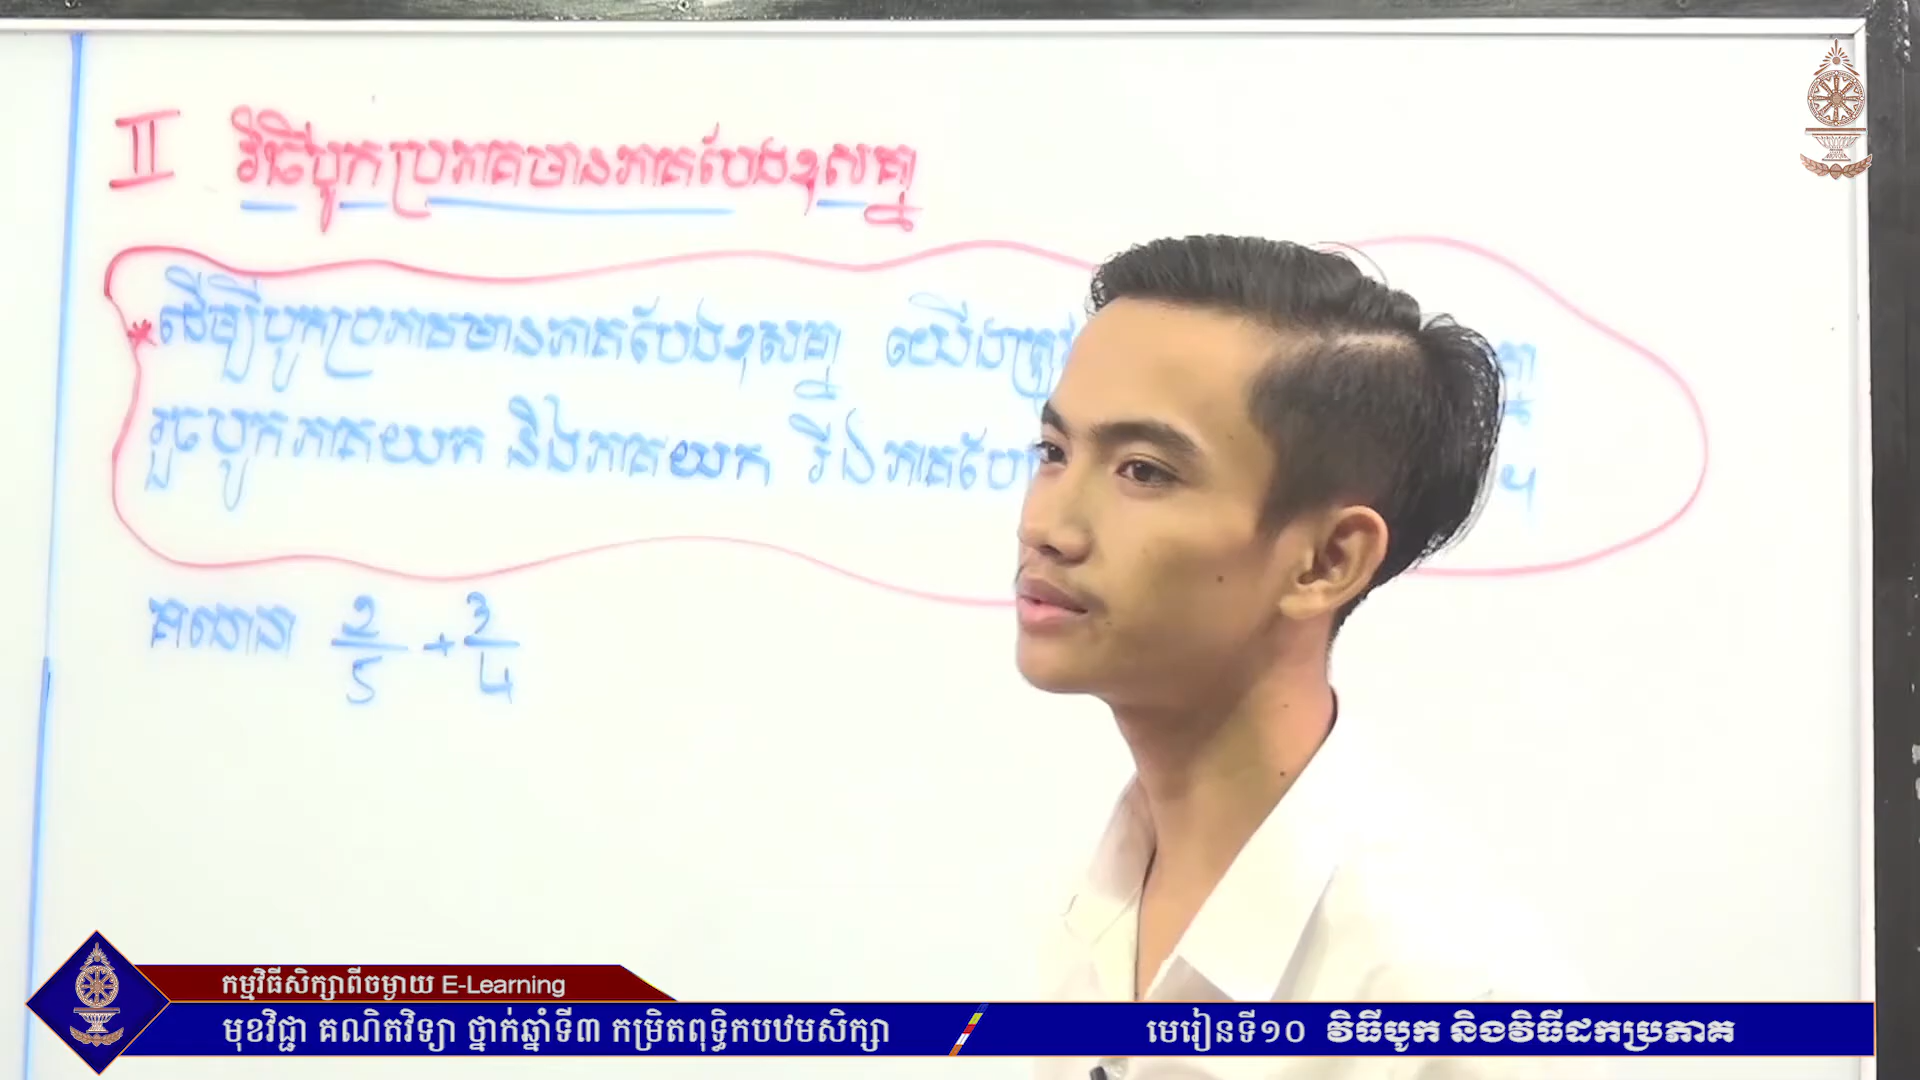 II វិធីបូកប្រភាគមានភាគបែងខុសគ្នា
* ដើម្បីបូកប្រភាគមានភាគបែងខុសគ្នា យើងត្រូវ គ្នា
រួចបូកភាគយក និងភាគយក រីឯភាគបែ ។
គណនា 2/5 + 3/4
កម្មវិធីសិក្សាពីចម្ងាយ E-Learning
មុខវិជ្ជា គណិតវិទ្យា ថ្នាក់ឆ្នាំទី៣ កម្រិតពុទ្ធិកបឋមសិក្សា
មេរៀនទី១០ វិធីបូក និងវិធីដកប្រភាគ